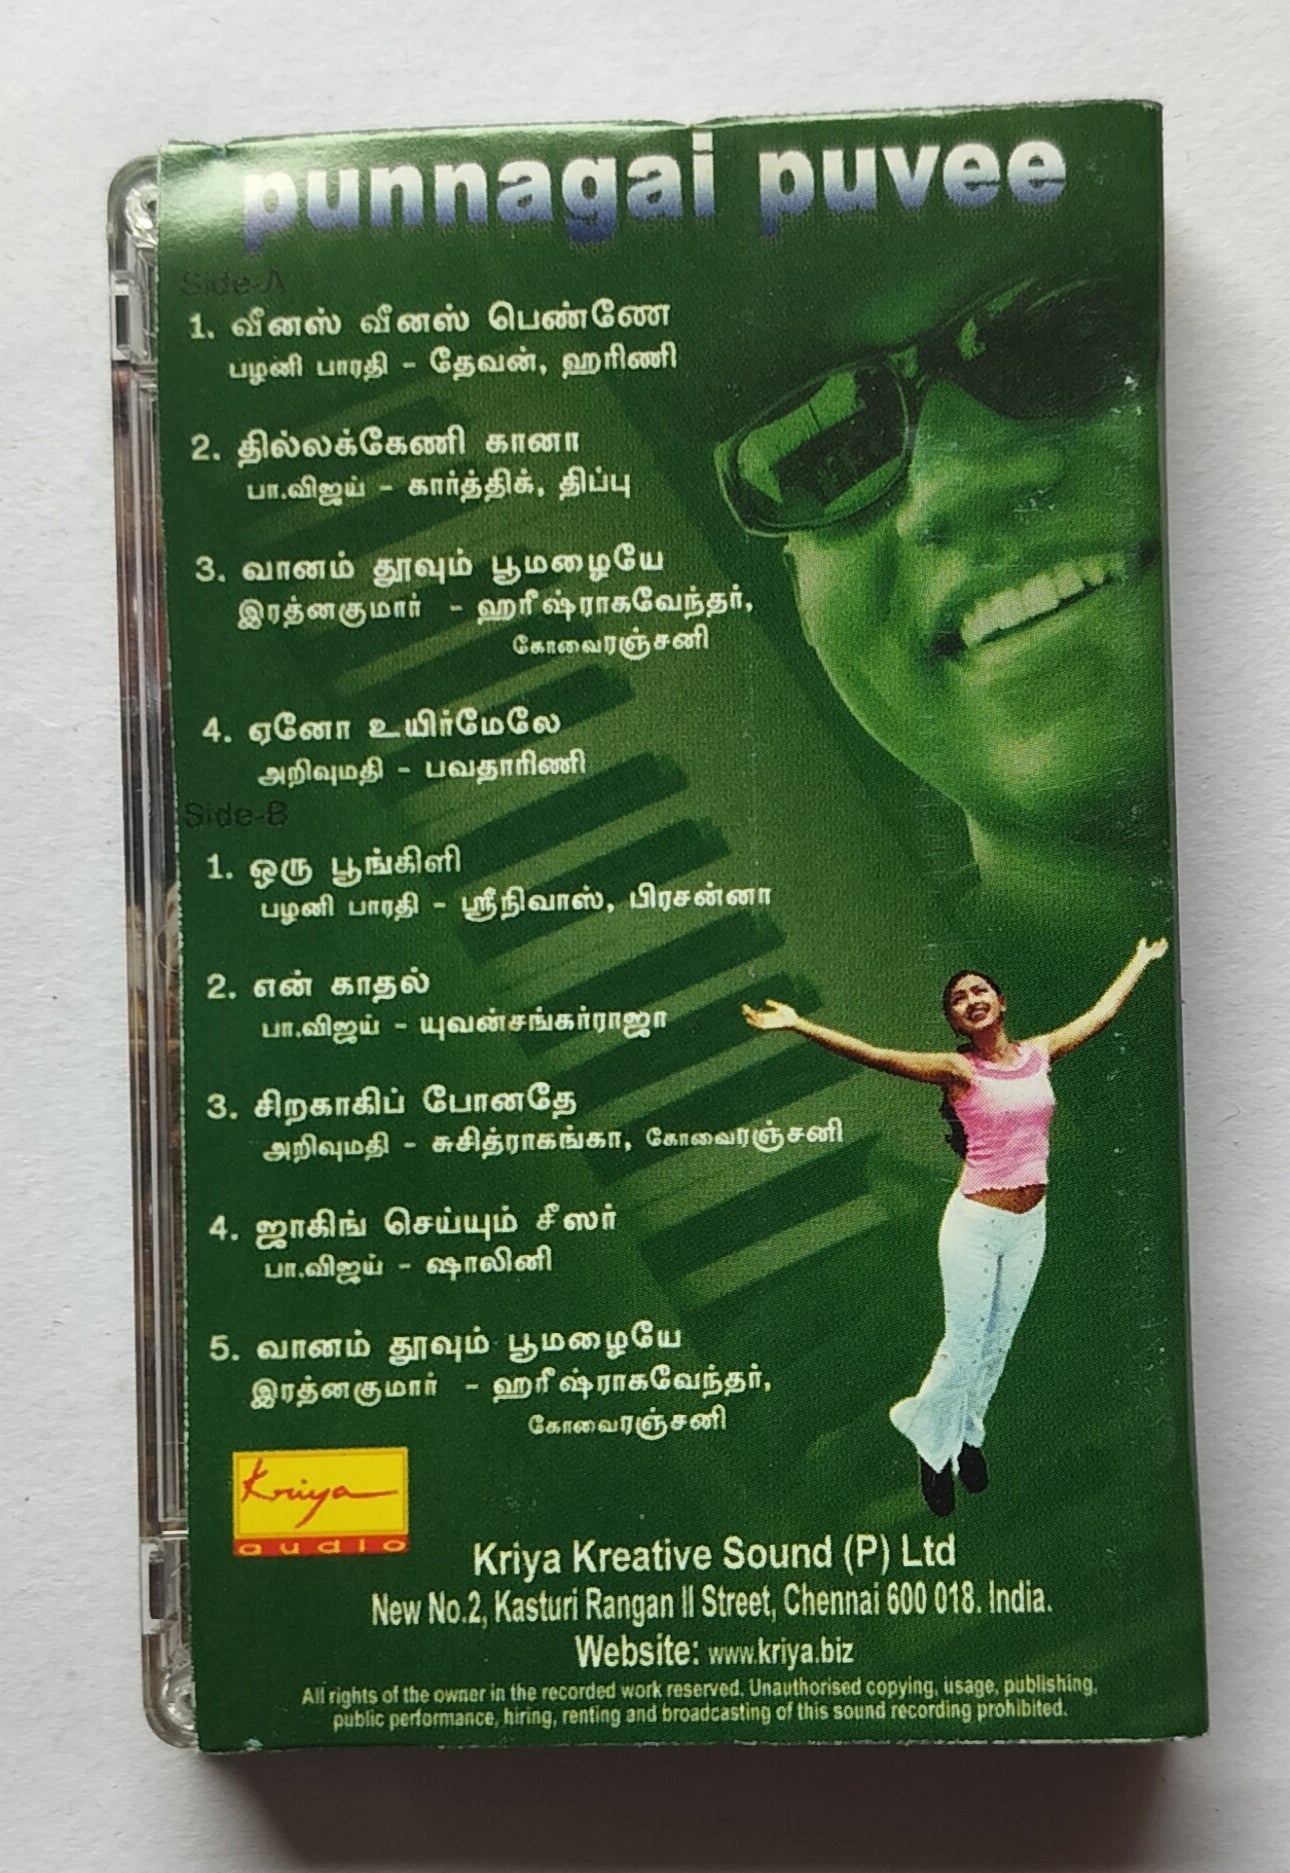 punnagai puvee
Side-A
1. வீனஸ் வீனஸ் பெண்ணே
பழனி பாரதி - தேவன், ஹரிணி
2. தில்லக்கேணி கானா
பா.விஜய் - கார்த்திக், திப்பு
3. வானம் தூவும் பூமழையே
இரத்னகுமார் - ஹரீஷ்ராகவேந்தர்,
கோவைரஞ்சனி
4. ஏனோ உயிர்மேலே
அறிவுமதி - பவதாரிணி
Side-B
1. ஒரு பூங்கிளி
பழனி பாரதி - ஸ்ரீநிவாஸ், பிரசன்னா
2. என் காதல்
பா.விஜய் - யுவன்சங்கர்ராஜா
3. சிறகாகிப் போனதே
அறிவுமதி - சுசித்ராகங்கா, கோவைரஞ்சனி
4. ஜாகிங் செய்யும் சீஸர்
பா.விஜய் - ஷாலினி
5. வானம் தூவும் பூமழையே
இரத்னகுமார் - ஹரீஷ்ராகவேந்தர்,
கோவைரஞ்சனி
Kriya
audio
Kriya Kreative Sound (P) Ltd
New No.2, Kasturi Rangan II Street, Chennai 600 018. India.
Website: www.kriya.biz
All rights of the owner in the recorded work reserved. Unauthorised copying, usage, publishing,
public performance, hiring, renting and broadcasting of this sound recording prohibited.